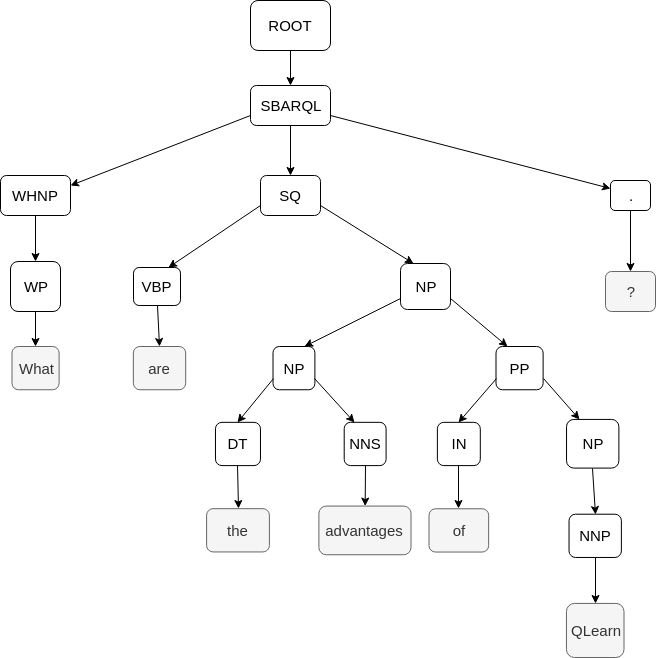 ROOT
SBARQL
WHNP
SQ
.
WP
VBP
NP
?
What
are
NP
PP
DT
NNS
IN
NP
the
advantages
of
NNP
QLearn